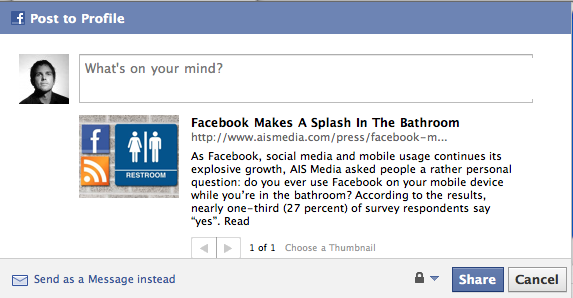 Post to Profile
What's on your mind?
RESTROOM
Facebook Makes A Splash In The Bathroom
http://www.aismedia.com/press/facebook-m...
As Facebook, social media and mobile usage continues its
explosive growth, AIS Media asked people a rather personal
question: do you ever use Facebook on your mobile device
while you're in the bathroom? According to the results,
nearly one-third (27 percent) of survey respondents say
“yes”. Read
1 of 1 Choose a Thumbnail
Send as a Message instead
Share Cancel